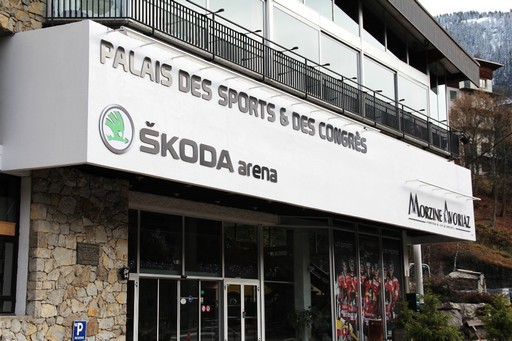 PALAIS DES SPORTS & DES CONGRÈS
ŠKODA arena
MORZINE AVORIAZ
P